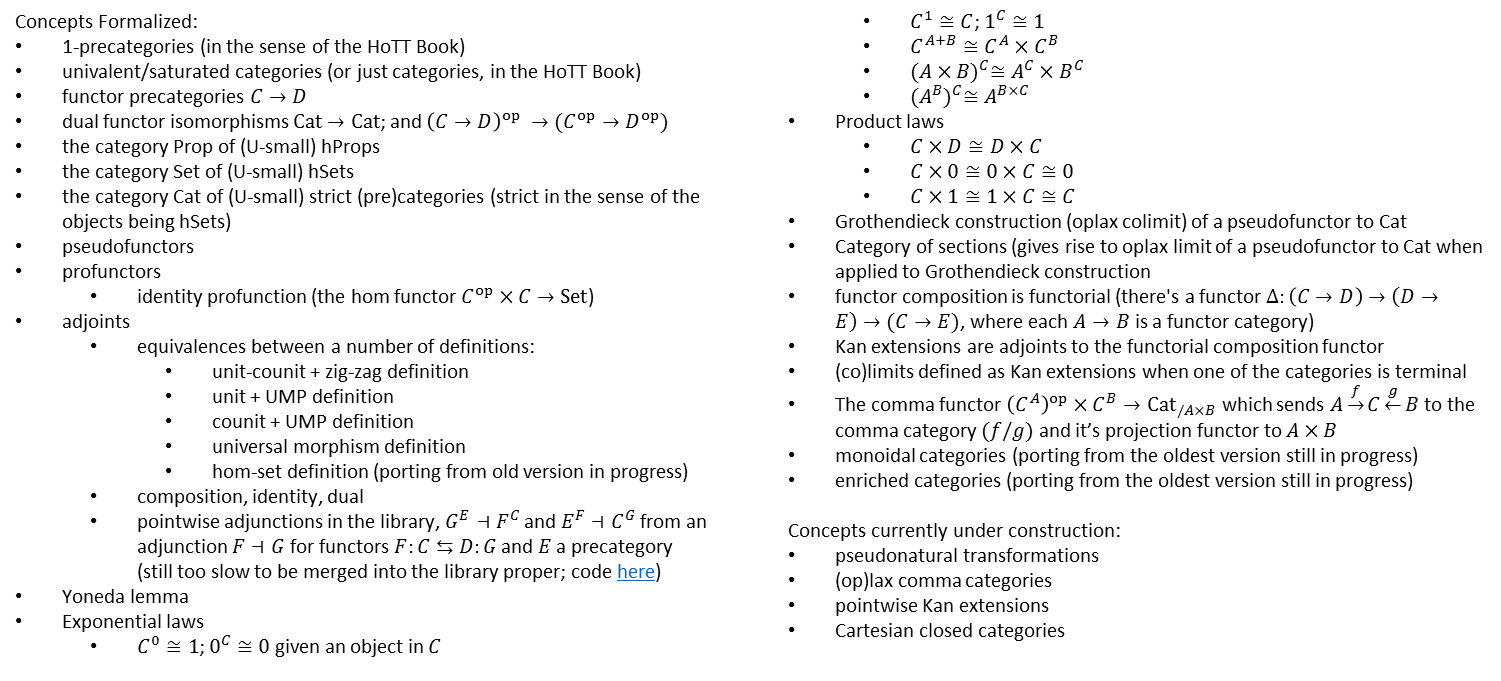 Concepts Formalized:
• 1-precategories (in the sense of the HoTT Book)
• univalent/saturated categories (or just categories, in the HoTT Book)
• functor precategories 𝐶 → 𝐷
• dual functor isomorphisms Cat → Cat; and (𝐶 → 𝐷)ᵒᵖ → (𝐶ᵒᵖ → 𝐷ᵒᵖ)
• the category Prop of (U-small) hProps
• the category Set of (U-small) hSets
• the category Cat of (U-small) strict (pre)categories (strict in the sense of the
objects being hSets)
• pseudofunctors
• profunctors
• identity profunction (the hom functor 𝐶ᵒᵖ × 𝐶 → Set)
• adjoints
• equivalences between a number of definitions:
• unit-counit + zig-zag definition
• unit + UMP definition
• counit + UMP definition
• universal morphism definition
• hom-set definition (porting from old version in progress)
• composition, identity, dual
• pointwise adjunctions in the library, 𝐺^𝐸 ⊣ 𝐹^𝐶 and 𝐸^𝐹 ⊣ 𝐶^𝐺 from an
adjunction 𝐹 ⊣ 𝐺 for functors 𝐹: 𝐶 ⇆ 𝐷: 𝐺 and 𝐸 a precategory
(still too slow to be merged into the library proper; code here)
• Yoneda lemma
• Exponential laws
• 𝐶^0 ≅ 1; 0^𝐶 ≅ 0 given an object in 𝐶
• 𝐶^1 ≅ 𝐶; 1^𝐶 ≅ 1
• 𝐶^(𝐴+𝐵) ≅ 𝐶^𝐴 × 𝐶^𝐵
• (𝐴 × 𝐵)^𝐶 ≅ 𝐴^𝐶 × 𝐵^𝐶
• (𝐴^𝐵)^𝐶 ≅ 𝐴^(𝐵×𝐶)
• Product laws
• 𝐶 × 𝐷 ≅ 𝐷 × 𝐶
• 𝐶 × 0 ≅ 0 × 𝐶 ≅ 0
• 𝐶 × 1 ≅ 1 × 𝐶 ≅ 𝐶
• Grothendieck construction (oplax colimit) of a pseudofunctor to Cat
• Category of sections (gives rise to oplax limit of a pseudofunctor to Cat when
applied to Grothendieck construction
• functor composition is functorial (there's a functor Δ: (𝐶 → 𝐷) → (𝐷 →
𝐸) → (𝐶 → 𝐸), where each 𝐴 → 𝐵 is a functor category)
• Kan extensions are adjoints to the functorial composition functor
• (co)limits defined as Kan extensions when one of the categories is terminal
• The comma functor (𝐶^𝐴)ᵒᵖ × 𝐶^𝐵 → Cat_/𝐴×𝐵 which sends 𝐴 →^𝑓 𝐶 ←^𝑔 𝐵 to the
comma category (𝑓/𝑔) and it’s projection functor to 𝐴 × 𝐵
• monoidal categories (porting from the oldest version still in progress)
• enriched categories (porting from the oldest version still in progress)
Concepts currently under construction:
• pseudonatural transformations
• (op)lax comma categories
• pointwise Kan extensions
• Cartesian closed categories